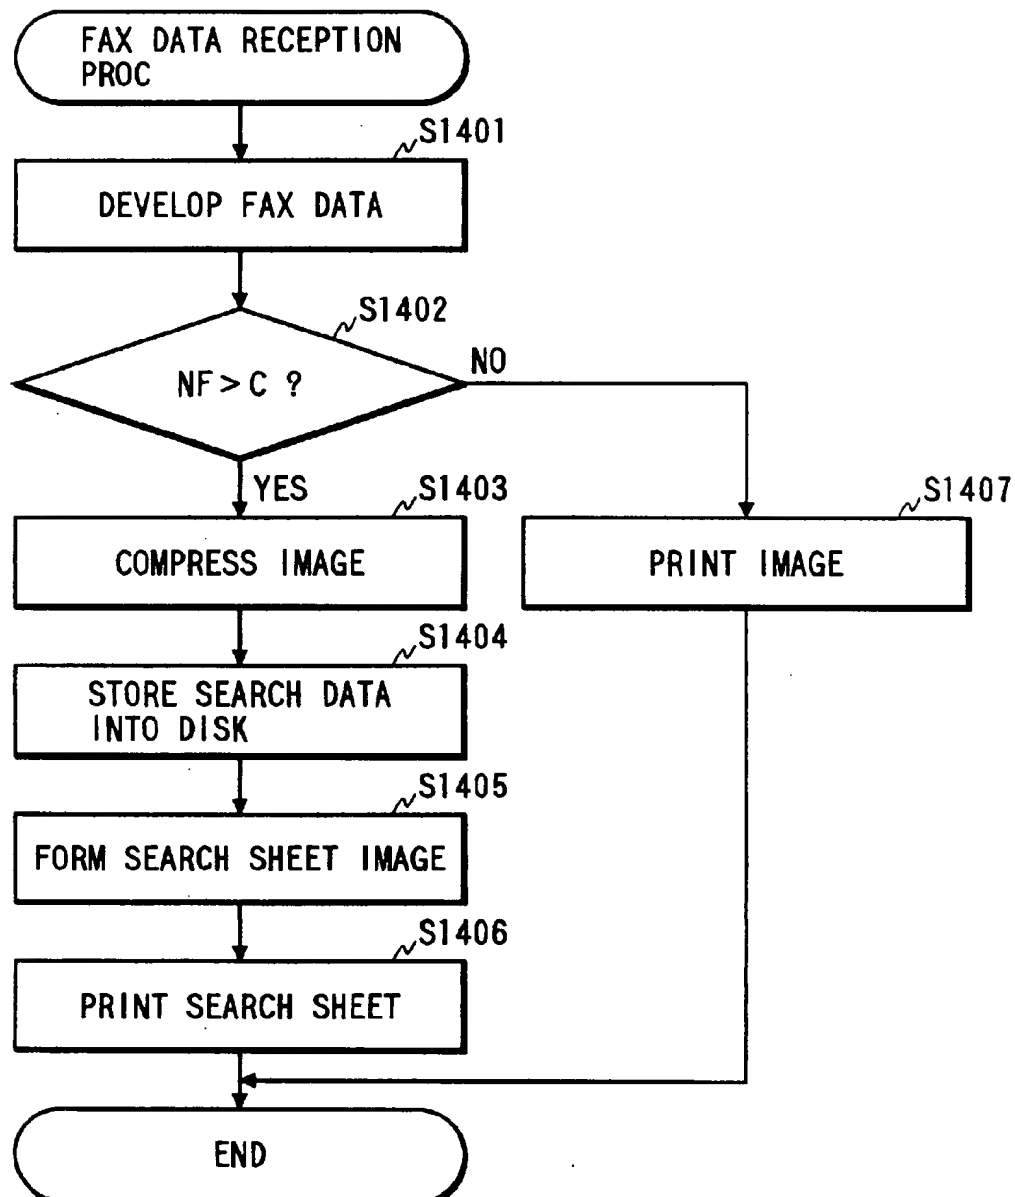 FAX DATA RECEPTION
PROC
S1401
DEVELOP FAX DATA
S1402
NF>C ?
NO
YES
S1403
COMPRESS IMAGE
S1407
PRINT IMAGE
S1404
STORE SEARCH DATA
INTO DISK
S1405
FORM SEARCH SHEET IMAGE
S1406
PRINT SEARCH SHEET
END